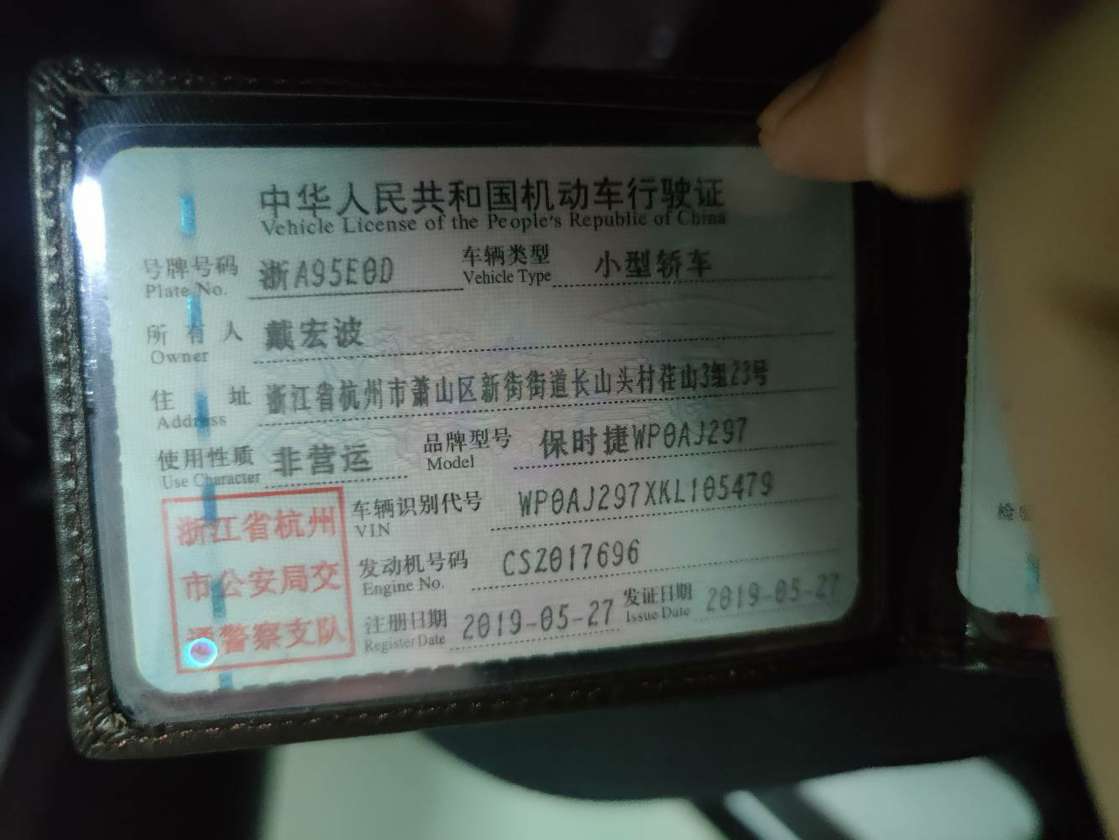 中华人民共和国机动车行驶证
Vehicle License of the People's Republic of China
号牌号码 浙A95E0D 车辆类型 小型轿车
Plate No. Vehicle Type
所有人 戴宏波
Owner
住址 浙江省杭州市萧山区新街街道长山头村荏山3组23号
Address
使用性质 非营运 品牌型号 保时捷WP0AJ297
Use Character Model
浙江省杭州
市公安局交
通警察支队
车辆识别代号 WP0AJ297XKL105479
VIN
发动机号码 CSZ017696
Engine No.
注册日期 2019-05-27 发证日期 2019-05-27
Register Date Issue Date